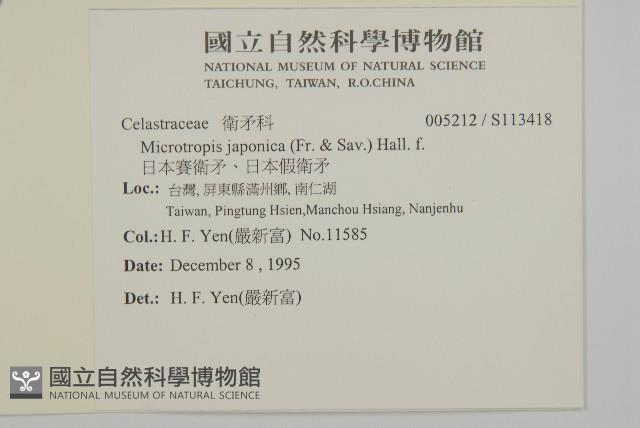 國立自然科學博物館
NATIONAL MUSEUM OF NATURAL SCIENCE
TAICHUNG, TAIWAN, R.O.CHINA
Celastraceae 衛矛科 005212 / S113418
Microtropis japonica (Fr. & Sav.) Hall. f.
日本賽衛矛、日本假衛矛
Loc.: 台灣, 屏東縣滿州鄉, 南仁湖
Taiwan, Pingtung Hsien,Manchou Hsiang, Nanjenhu
Col.: H. F. Yen(嚴新富) No.11585
Date: December 8 , 1995
Det.: H. F. Yen(嚴新富)
國立自然科學博物館
NATIONAL MUSEUM OF NATURAL SCIENCE